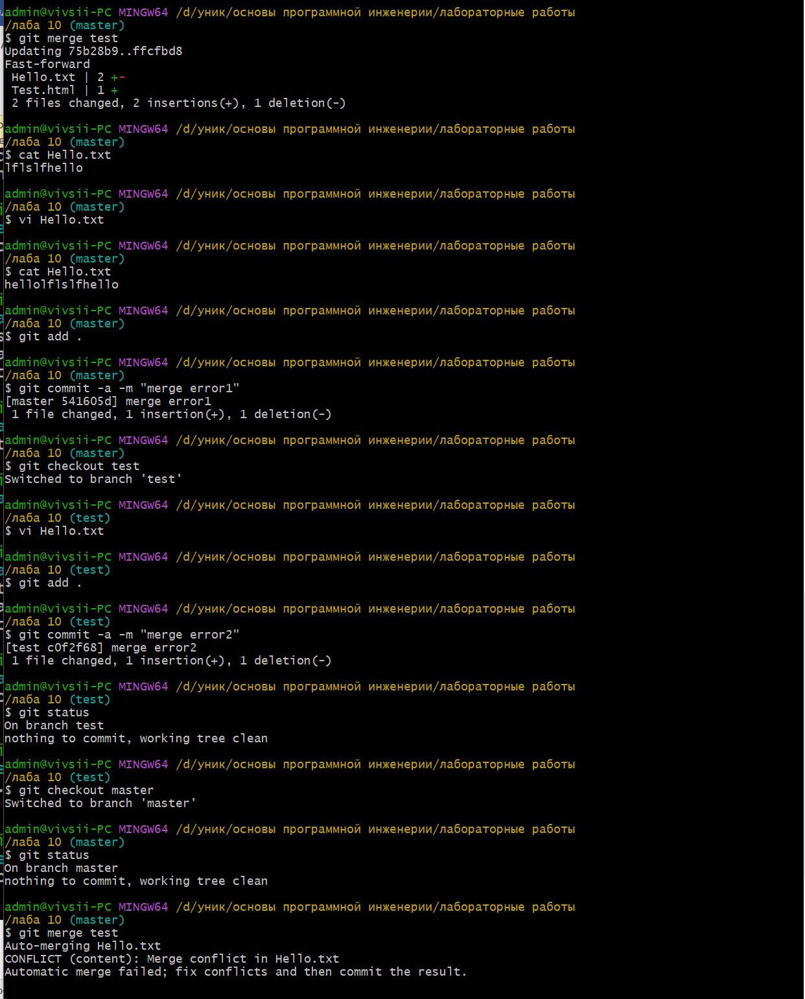 admin@vivsii-PC MINGW64 /d/уник/основы программной инженерии/лабораторные работы
/лаба 10 (master)
$ git merge test
Updating 75b28b9..ffcfbd8
Fast-forward
 Hello.txt | 2 +-
 Test.html | 1 +
 2 files changed, 2 insertions(+), 1 deletion(-)

admin@vivsii-PC MINGW64 /d/уник/основы программной инженерии/лабораторные работы
/лаба 10 (master)
$ cat Hello.txt
lflslfhello

admin@vivsii-PC MINGW64 /d/уник/основы программной инженерии/лабораторные работы
/лаба 10 (master)
$ vi Hello.txt

admin@vivsii-PC MINGW64 /d/уник/основы программной инженерии/лабораторные работы
/лаба 10 (master)
$ cat Hello.txt
hellolflslfhello

admin@vivsii-PC MINGW64 /d/уник/основы программной инженерии/лабораторные работы
/лаба 10 (master)
$ git add .

admin@vivsii-PC MINGW64 /d/уник/основы программной инженерии/лабораторные работы
/лаба 10 (master)
$ git commit -a -m "merge error1"
[master 541605d] merge error1
 1 file changed, 1 insertion(+), 1 deletion(-)

admin@vivsii-PC MINGW64 /d/уник/основы программной инженерии/лабораторные работы
/лаба 10 (master)
$ git checkout test
Switched to branch 'test'

admin@vivsii-PC MINGW64 /d/уник/основы программной инженерии/лабораторные работы
/лаба 10 (test)
$ vi Hello.txt

admin@vivsii-PC MINGW64 /d/уник/основы программной инженерии/лабораторные работы
/лаба 10 (test)
$ git add .

admin@vivsii-PC MINGW64 /d/уник/основы программной инженерии/лабораторные работы
/лаба 10 (test)
$ git commit -a -m "merge error2"
[test c0f2f68] merge error2
 1 file changed, 1 insertion(+), 1 deletion(-)

admin@vivsii-PC MINGW64 /d/уник/основы программной инженерии/лабораторные работы
/лаба 10 (test)
$ git status
On branch test
nothing to commit, working tree clean

admin@vivsii-PC MINGW64 /d/уник/основы программной инженерии/лабораторные работы
/лаба 10 (test)
$ git checkout master
Switched to branch 'master'

admin@vivsii-PC MINGW64 /d/уник/основы программной инженерии/лабораторные работы
/лаба 10 (master)
$ git status
On branch master
nothing to commit, working tree clean

admin@vivsii-PC MINGW64 /d/уник/основы программной инженерии/лабораторные работы
/лаба 10 (master)
$ git merge test
Auto-merging Hello.txt
CONFLICT (content): Merge conflict in Hello.txt
Automatic merge failed; fix conflicts and then commit the result.